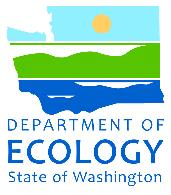 DEPARTMENT OF
ECOLOGY
State of Washington